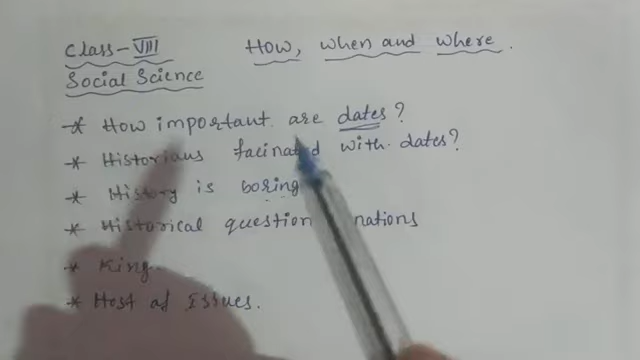 Class-VIII How, when and where.
Social Science
* How important are dates?
* Historians facinated with dates?
* History is boring
* Historical question nations
* King
* Host of Issues.